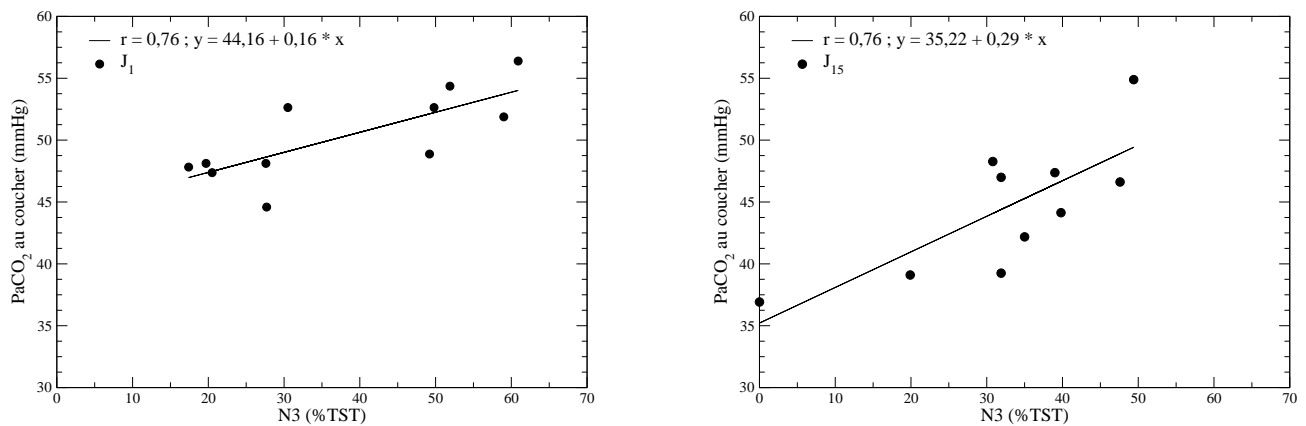 r = 0,76 ; y = 44,16 + 0,16 * x
J1
PaCO2 au coucher (mmHg)
60
55
50
45
40
35
30
0 10 20 30 40 50 60 70
N3 (%TST)
r = 0,76 ; y = 35,22 + 0,29 * x
J15
PaCO2 au coucher (mmHg)
60
55
50
45
40
35
30
0 10 20 30 40 50 60 70
N3 (%TST)